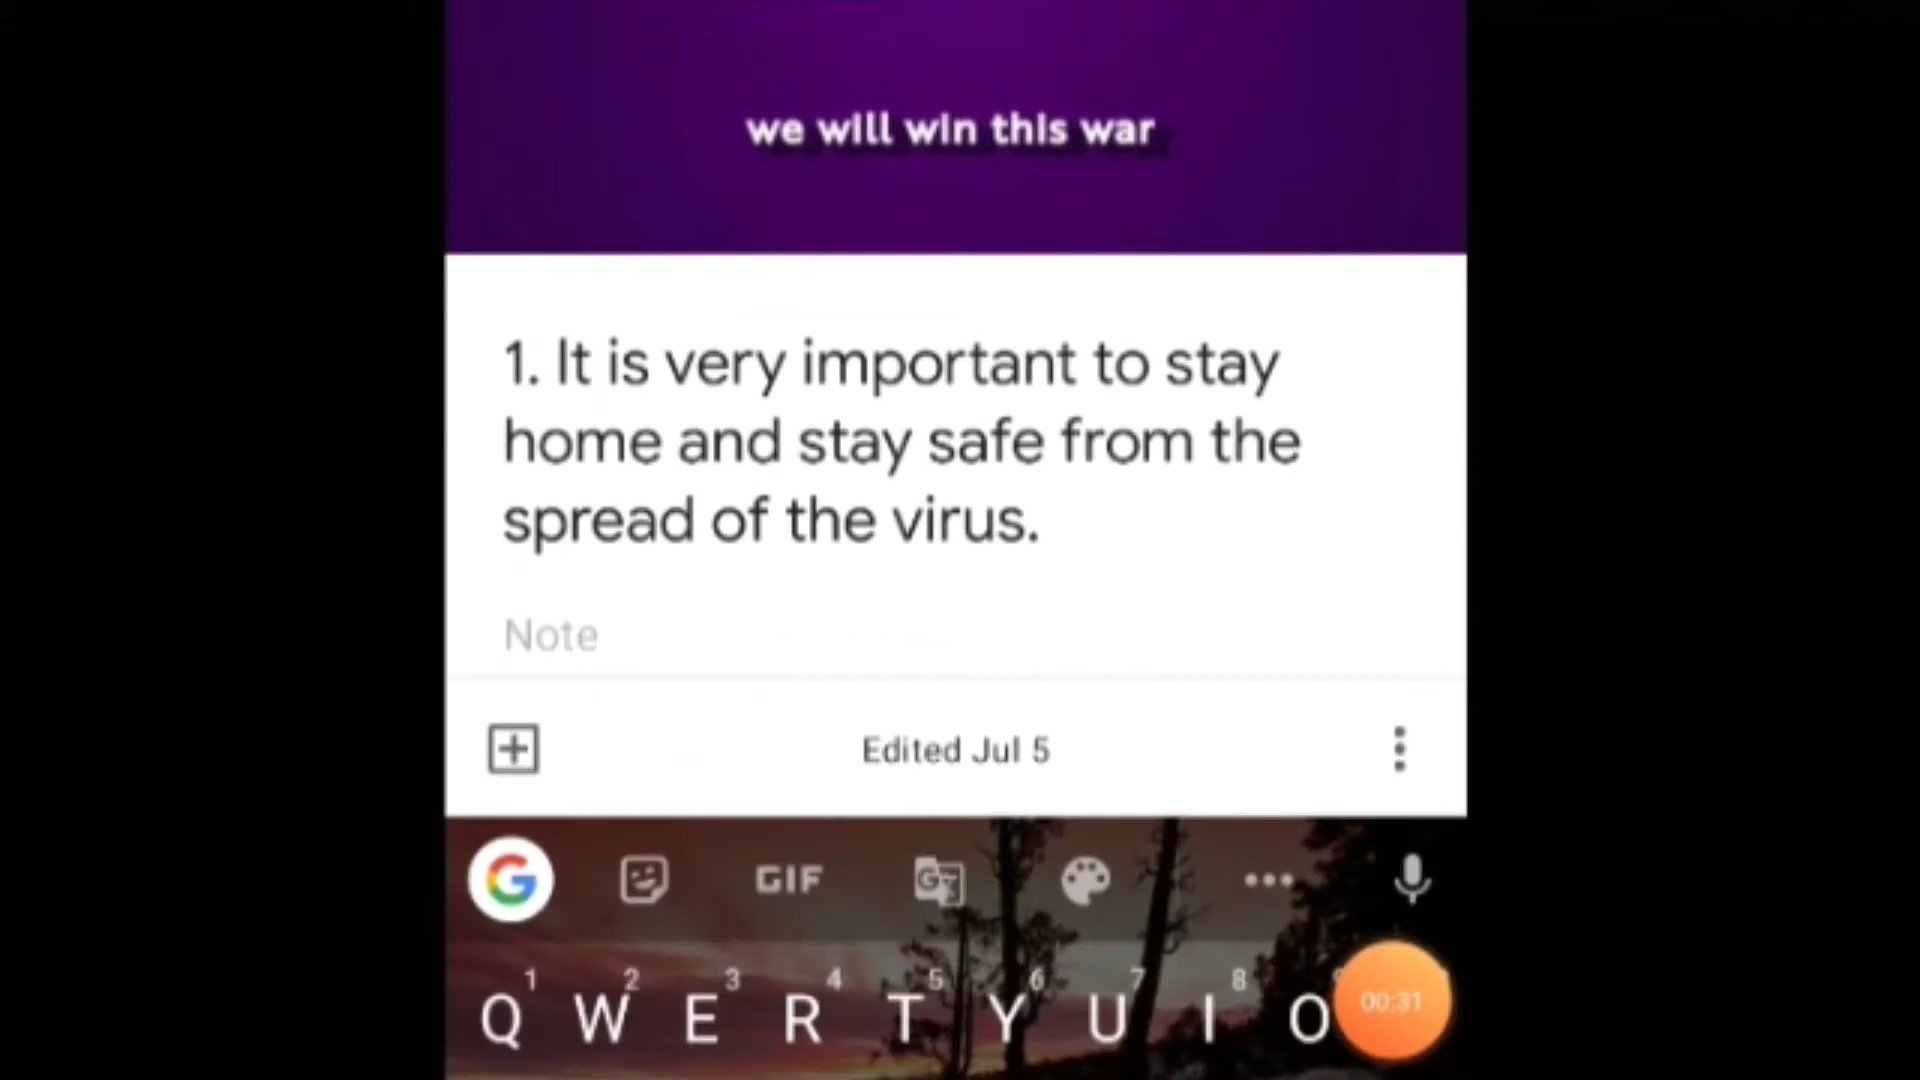 we will win this war
1. It is very important to stay
home and stay safe from the
spread of the virus.
Note
Edited Jul 5
G GIF G
1 2 3 4 5 6 7 8
Q W E R T Y U I O
00:31